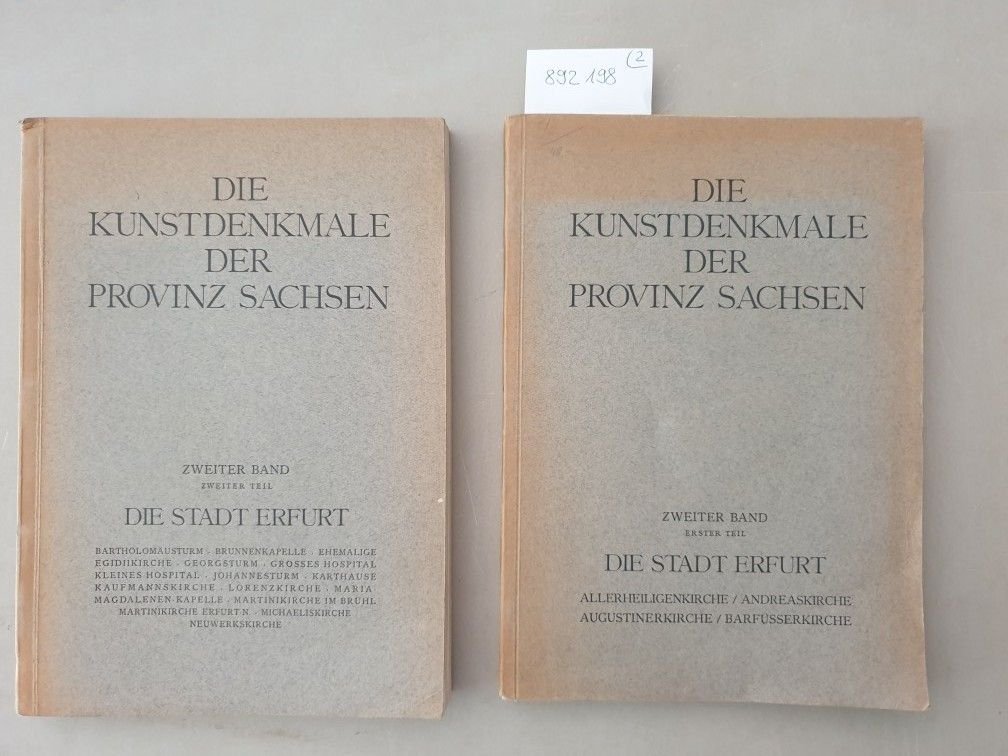 892 198 (2
DIE
KUNSTDENKMALE
DER
PROVINZ SACHSEN
ZWEITER BAND
ZWEITER TEIL
DIE STADT ERFURT
BARTHOLOMÄUSTURM · BRUNNENKAPELLE · EHEMALIGE
EGIDIIKIRCHE · GEORGSTURM · GROSSES HOSPITAL
KLEINES HOSPITAL · JOHANNESTURM · KARTHAUSE
KAUFMANNSKIRCHE · LORENZKIRCHE · MARIA
MAGDALENEN-KAPELLE · MARTINIKIRCHE IM BRÜHL
MARTINIKIRCHE ERFURT N. · MICHAELISKIRCHE
NEUWERKSKIRCHE
DIE
KUNSTDENKMALE
DER
PROVINZ SACHSEN
ZWEITER BAND
ERSTER TEIL
DIE STADT ERFURT
ALLERHEILIGENKIRCHE / ANDREASKIRCHE
AUGUSTINERKIRCHE / BARFÜSSERKIRCHE